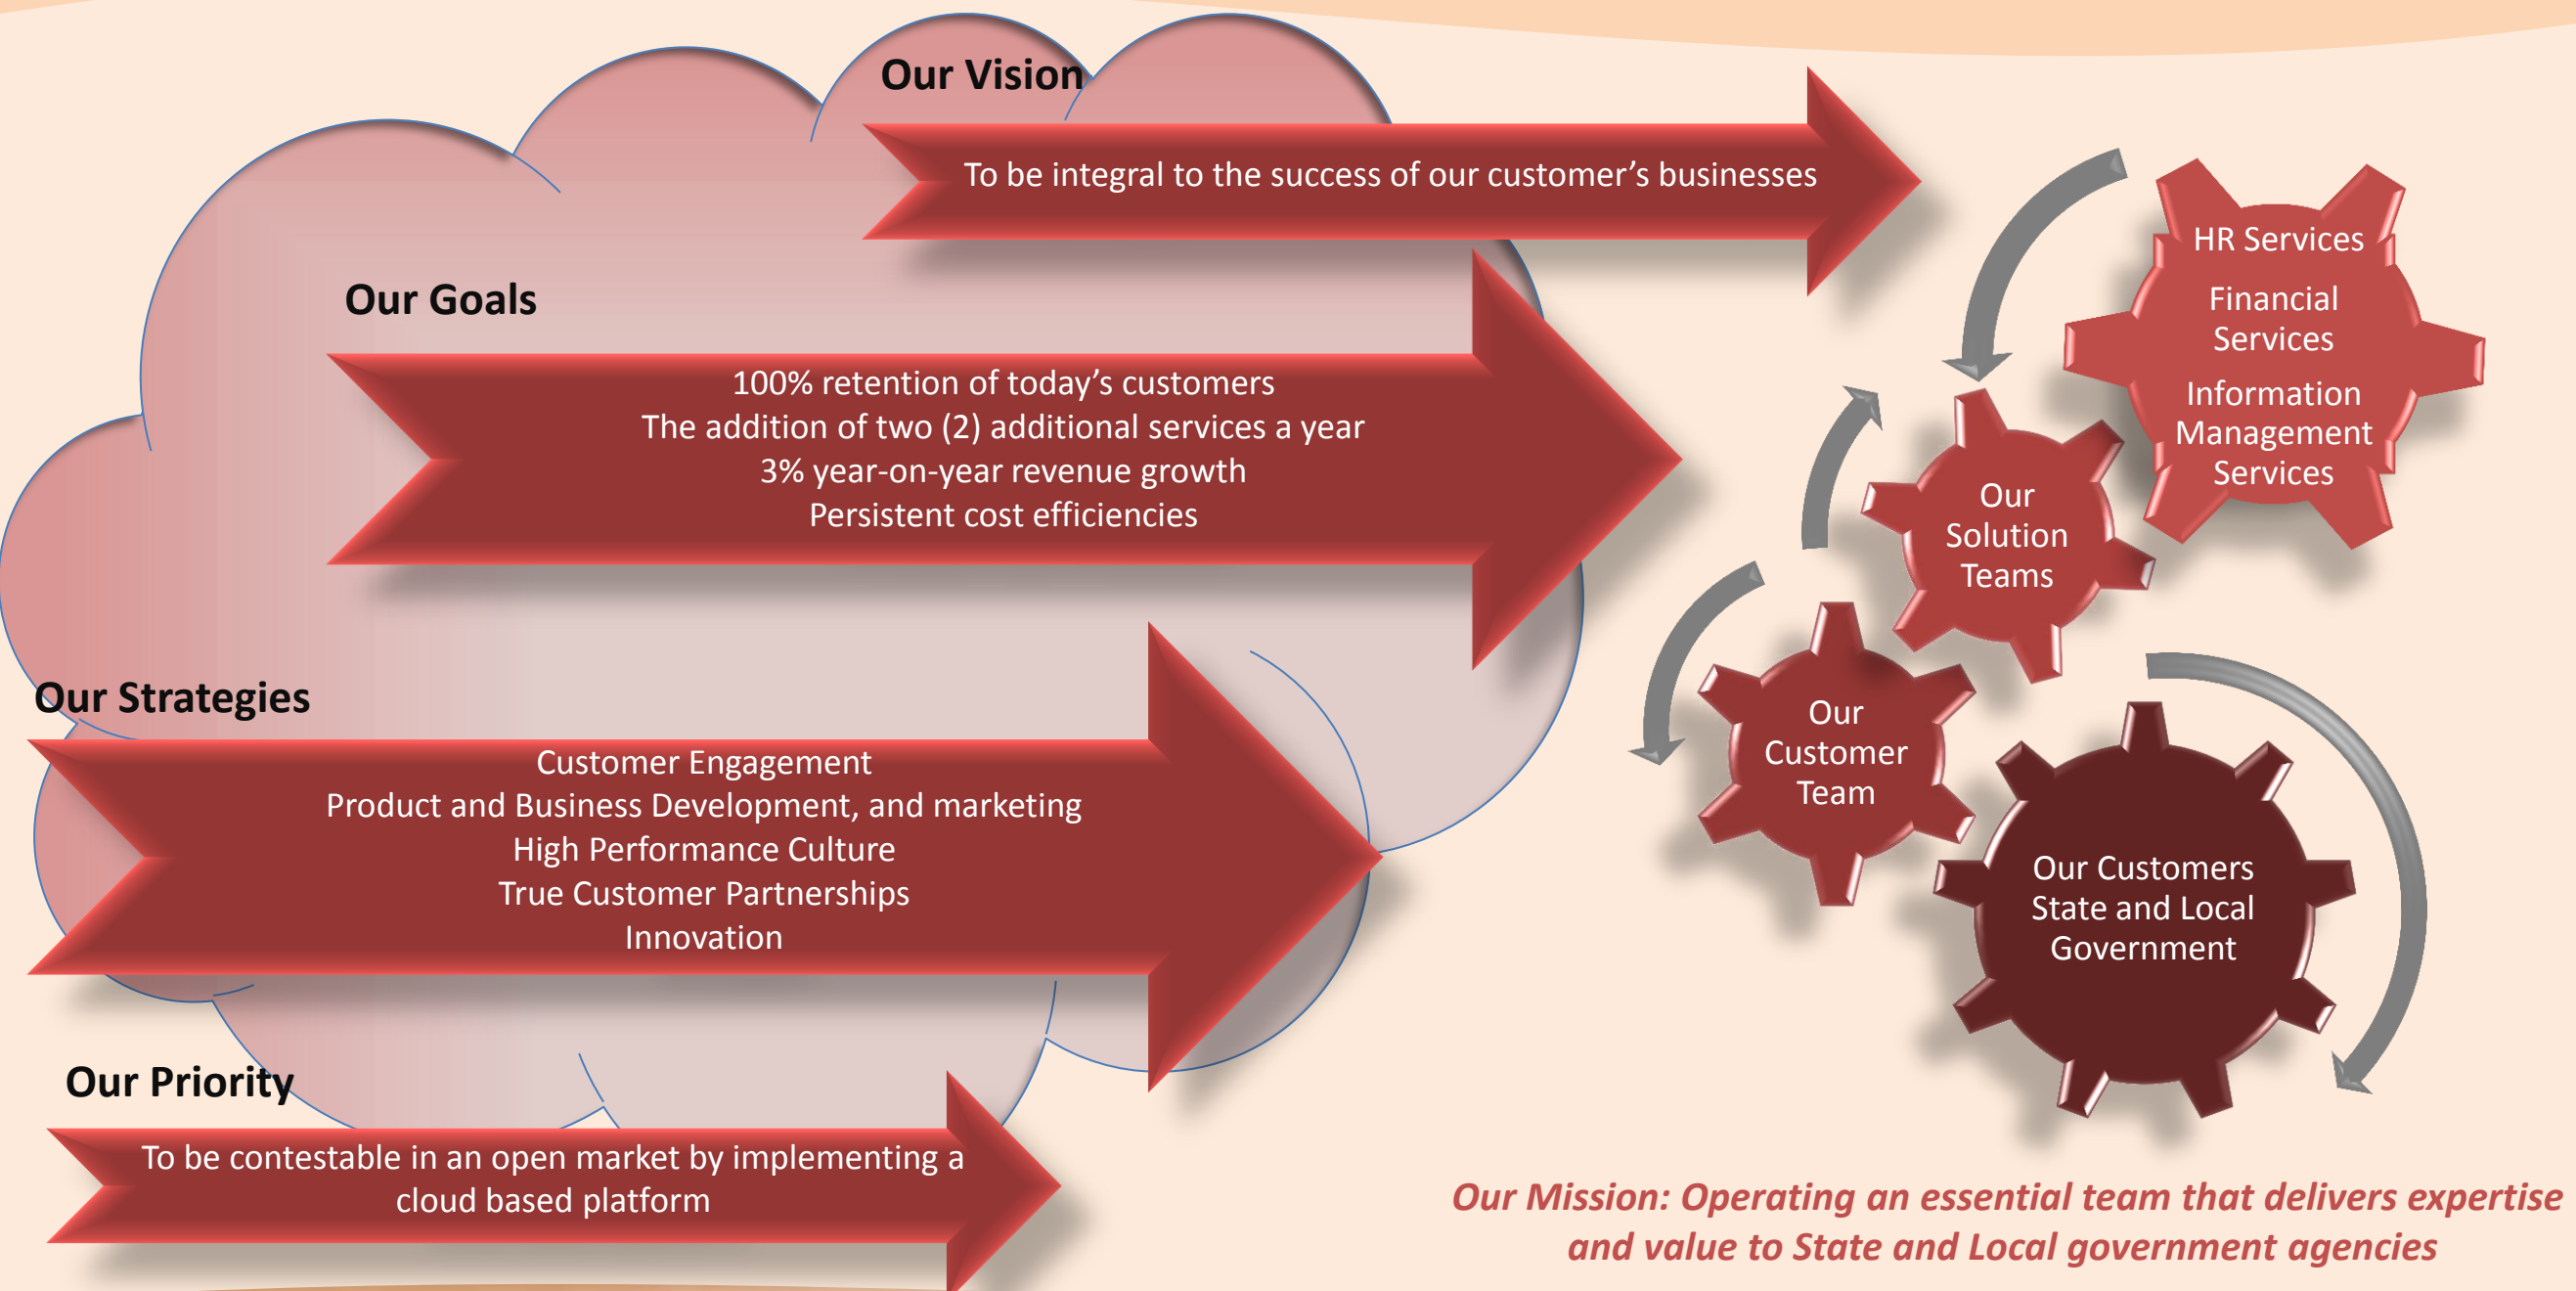 Our Vision
To be integral to the success of our customer’s businesses
Our Goals
100% retention of today’s customers
The addition of two (2) additional services a year
3% year-on-year revenue growth
Persistent cost efficiencies
Our Strategies
Customer Engagement
Product and Business Development, and marketing
High Performance Culture
True Customer Partnerships
Innovation
Our Priority
To be contestable in an open market by implementing a
cloud based platform
HR Services
Financial
Services
Information
Management
Services
Our
Solution
Teams
Our
Customer
Team
Our Customers
State and Local
Government
Our Mission: Operating an essential team that delivers expertise
and value to State and Local government agencies